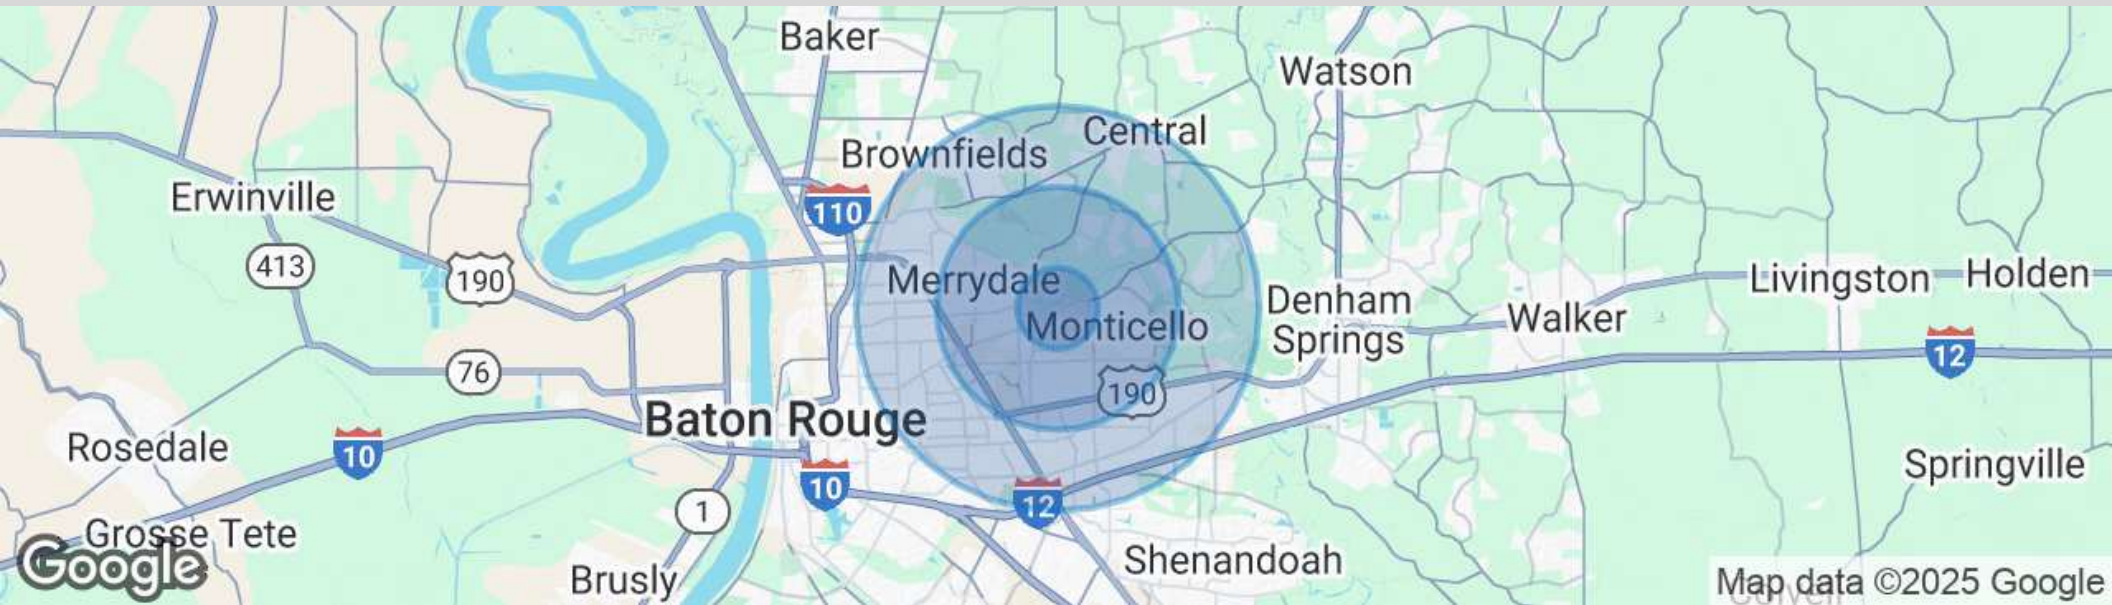 Baker
Watson
Central
Brownfields
Erwinville
110
413
190
Merrydale
Livingston
Holden
Denham
Springs
Monticello
Walker
12
76
190
Baton Rouge
Rosedale
10
10
12
Springville
1
Grosse Tete
Shenandoah
Google
Brusly
Map data ©2025 Google